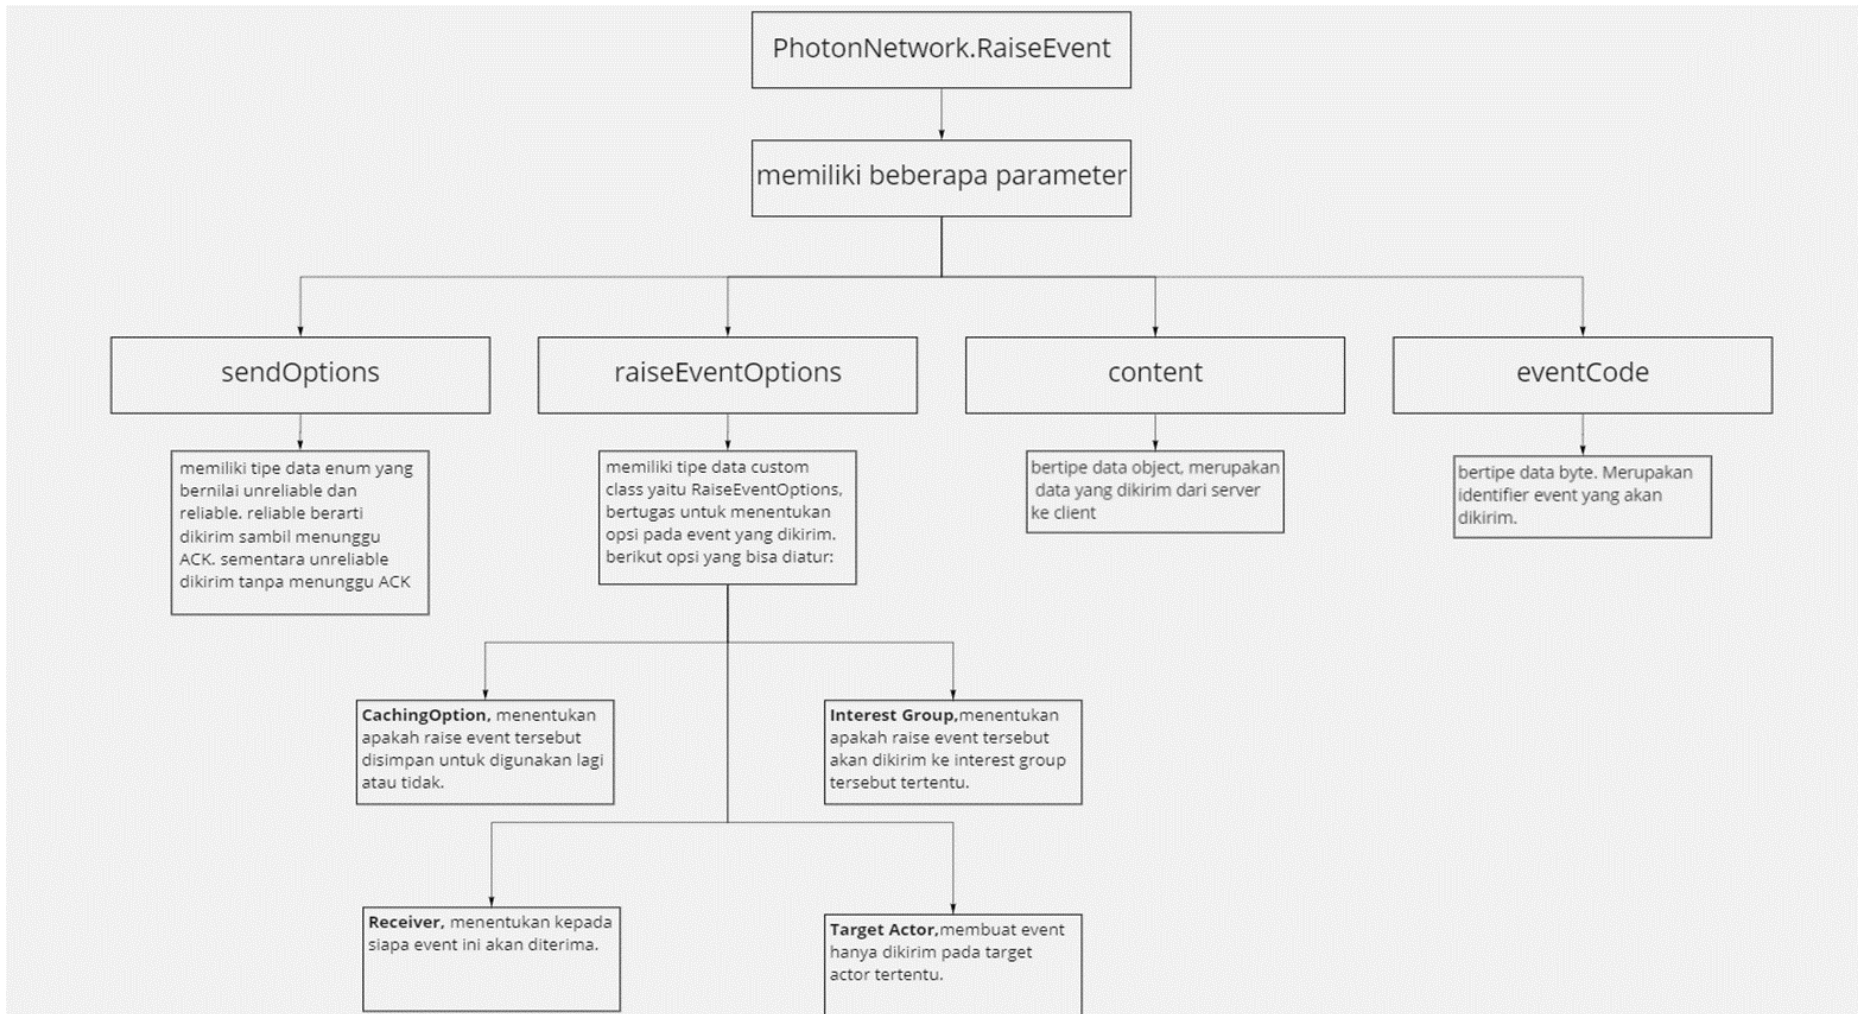 PhotonNetwork.RaiseEvent
memiliki beberapa parameter
sendOptions
raiseEventOptions
content
eventCode
memiliki tipe data enum yang
bernilai unreliable dan
reliable. reliable berarti
dikirim sambil menunggu
ACK. sementara unreliable
dikirim tanpa menunggu ACK
memiliki tipe data custom
class yaitu RaiseEventOptions,
bertugas untuk menentukan
opsi pada event yang dikirim.
berikut opsi yang bisa diatur:
bertipe data object, merupakan
data yang dikirim dari server
ke client
bertipe data byte. Merupakan
identifier event yang akan
dikirim.
CachingOption, menentukan
apakah raise event tersebut
disimpan untuk digunakan lagi
atau tidak.
Interest Group,menentukan
apakah raise event tersebut
akan dikirim ke interest group
tersebut tertentu.
Receiver, menentukan kepada
siapa event ini akan diterima.
Target Actor,membuat event
hanya dikirim pada target
actor tertentu.